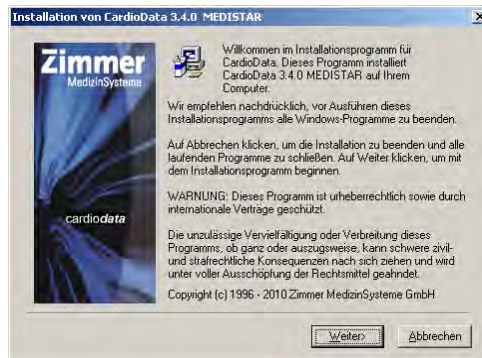 Installation von CardioData 3.4.0 MEDISTAR
Zimmer
MedizinSysteme
cardiodata
Willkommen im Installationsprogramm für
CardioData. Dieses Programm installiert
CardioData 3.4.0 MEDISTAR auf Ihrem
Computer.
Wir empfehlen nachdrücklich, vor Ausführen dieses
Installationsprogramms alle Windows-Programme zu beenden.
Auf Abbrechen klicken, um die Installation zu beenden und alle
laufenden Programme zu schließen. Auf Weiter klicken, um mit
dem Installationsprogramm beginnen.
WARNUNG: Dieses Programm ist urheberrechtlich sowie durch
internationale Verträge geschützt.
Die unzulässige Vervielfältigung oder Verbreitung dieses
Programms, ob ganz oder auszugsweise, kann schwere zivil-
und strafrechtliche Konsequenzen nach sich ziehen und wird
unter voller Ausschöpfung der Rechtsmittel geahndet.
Copyright (c) 1996 - 2010 Zimmer MedizinSysteme GmbH
Weiter>
Abbrechen